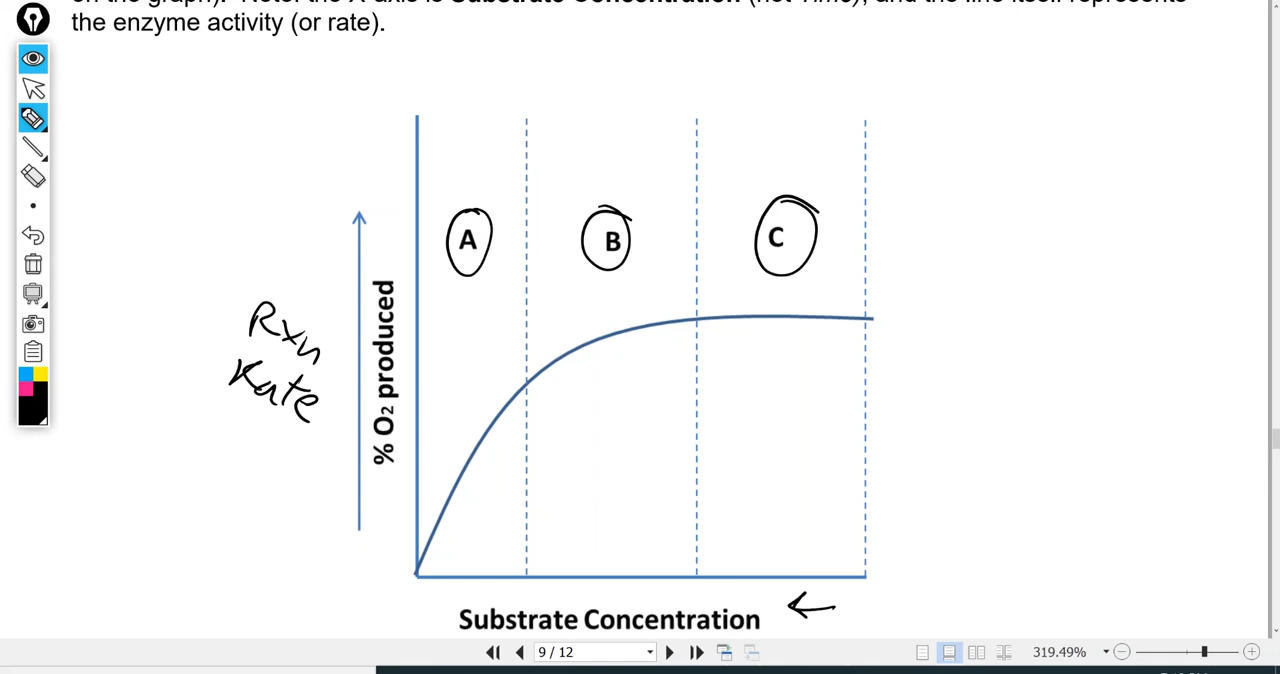 the enzyme activity (or rate).
A
B
C
Rxn
Rate
% O₂ produced
Substrate Concentration
9 / 12
319.49%